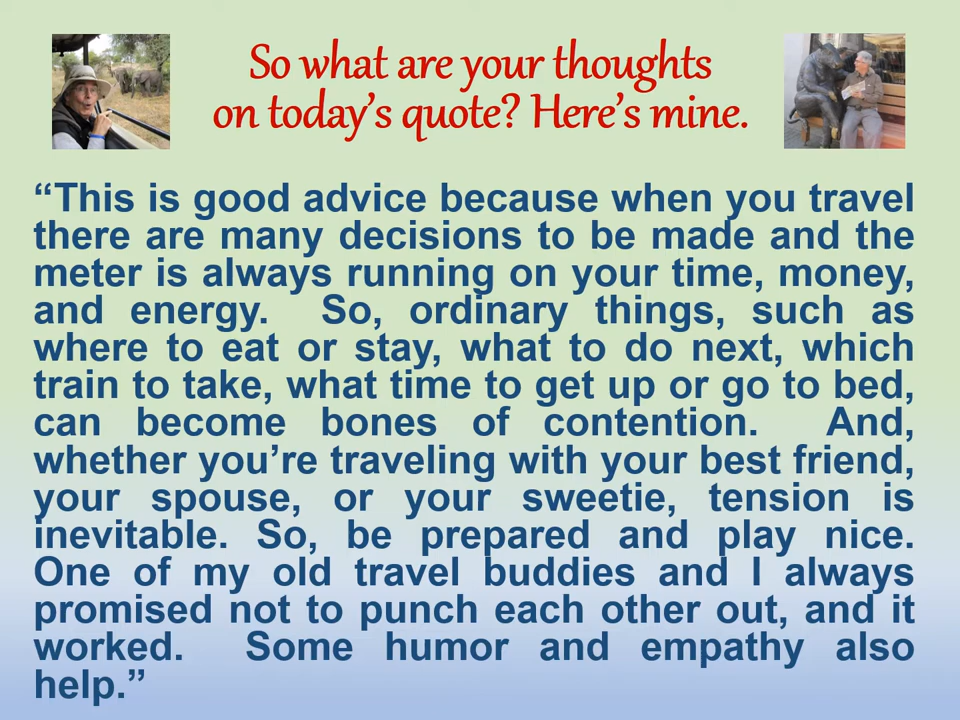 So what are your thoughts
on today’s quote? Here’s mine.
“This is good advice because when you travel
there are many decisions to be made and the
meter is always running on your time, money,
and energy.  So, ordinary things, such as
where to eat or stay, what to do next, which
train to take, what time to get up or go to bed,
can become bones of contention.  And,
whether you’re traveling with your best friend,
your spouse, or your sweetie, tension is
inevitable. So, be prepared and play nice.
One of my old travel buddies and I always
promised not to punch each other out, and it
worked.  Some humor and empathy also
help.”